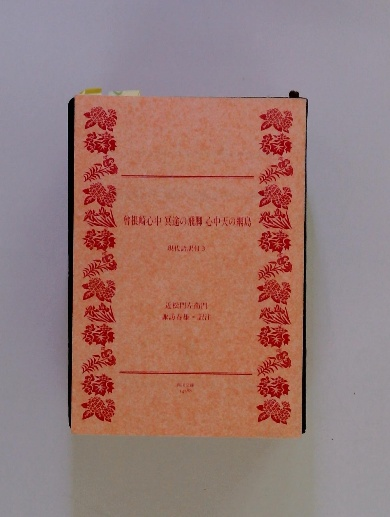 曾根崎心中 冥途の飛脚 心中天の網島
現代語訳付き
近松門左衛門
諏訪春雄=訳注